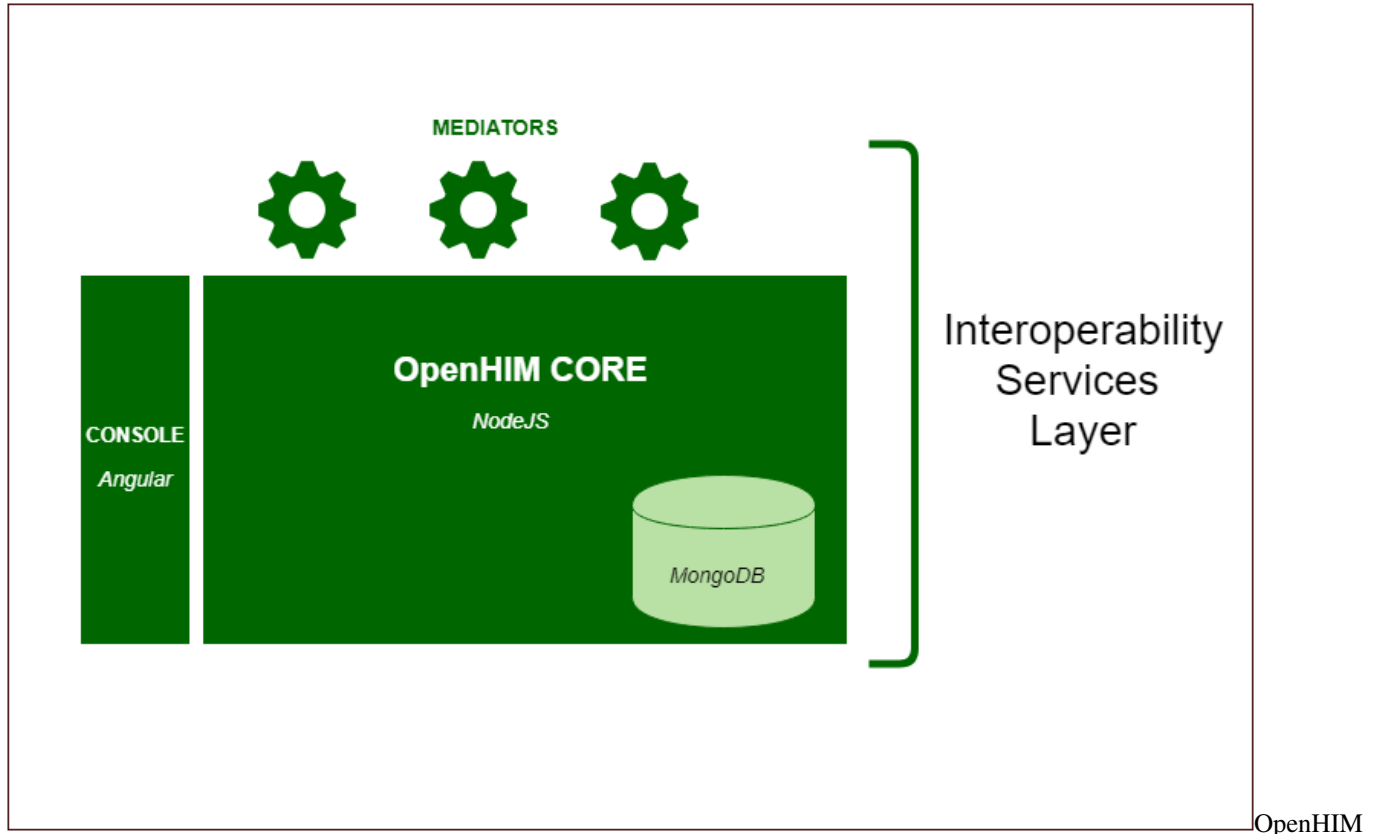 MEDIATORS
OpenHIM CORE
NodeJS
CONSOLE
Angular
MongoDB
Interoperability
Services
Layer
OpenHIM